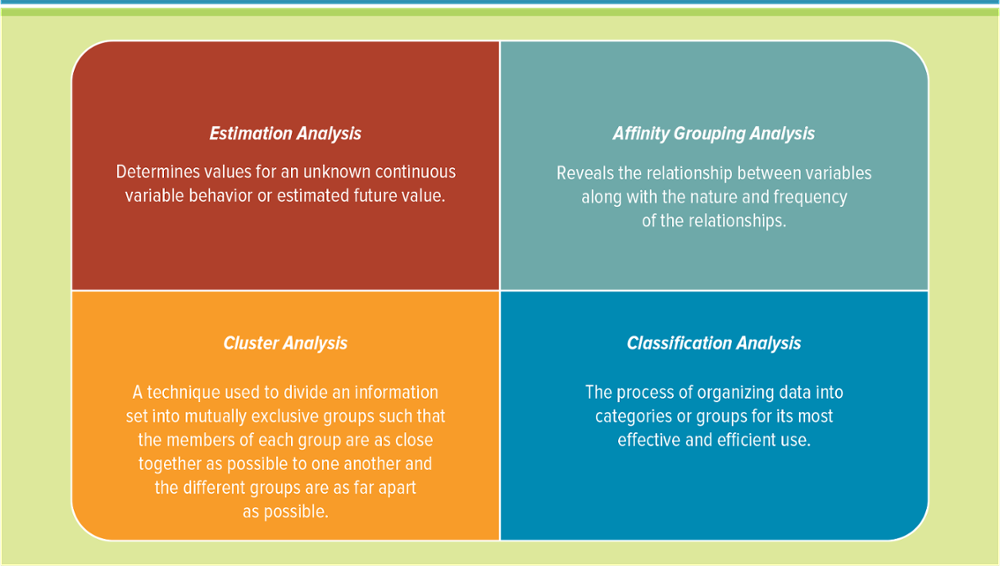 Estimation Analysis
Determines values for an unknown continuous
variable behavior or estimated future value.
Affinity Grouping Analysis
Reveals the relationship between variables
along with the nature and frequency
of the relationships.
Cluster Analysis
A technique used to divide an information
set into mutually exclusive groups such that
the members of each group are as close
together as possible to one another and
the different groups are as far apart
as possible.
Classification Analysis
The process of organizing data into
categories or groups for its most
effective and efficient use.